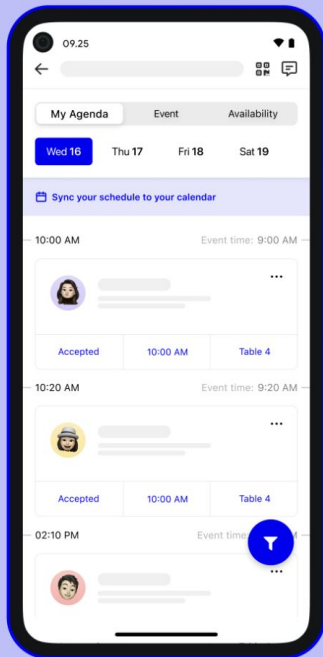 09.25
My Agenda Event Availability
Wed 16 Thu 17 Fri 18 Sat 19
Sync your schedule to your calendar
10:00 AM Event time: 9:00 AM
Accepted 10:00 AM Table 4
10:20 AM Event time: 9:20 AM
Accepted 10:00 AM Table 4
02:10 PM Event time: